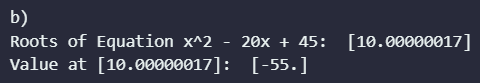 b)
Roots of Equation x^2 - 20x + 45:  [10.00000017]
Value at [10.00000017]:  [-55.]